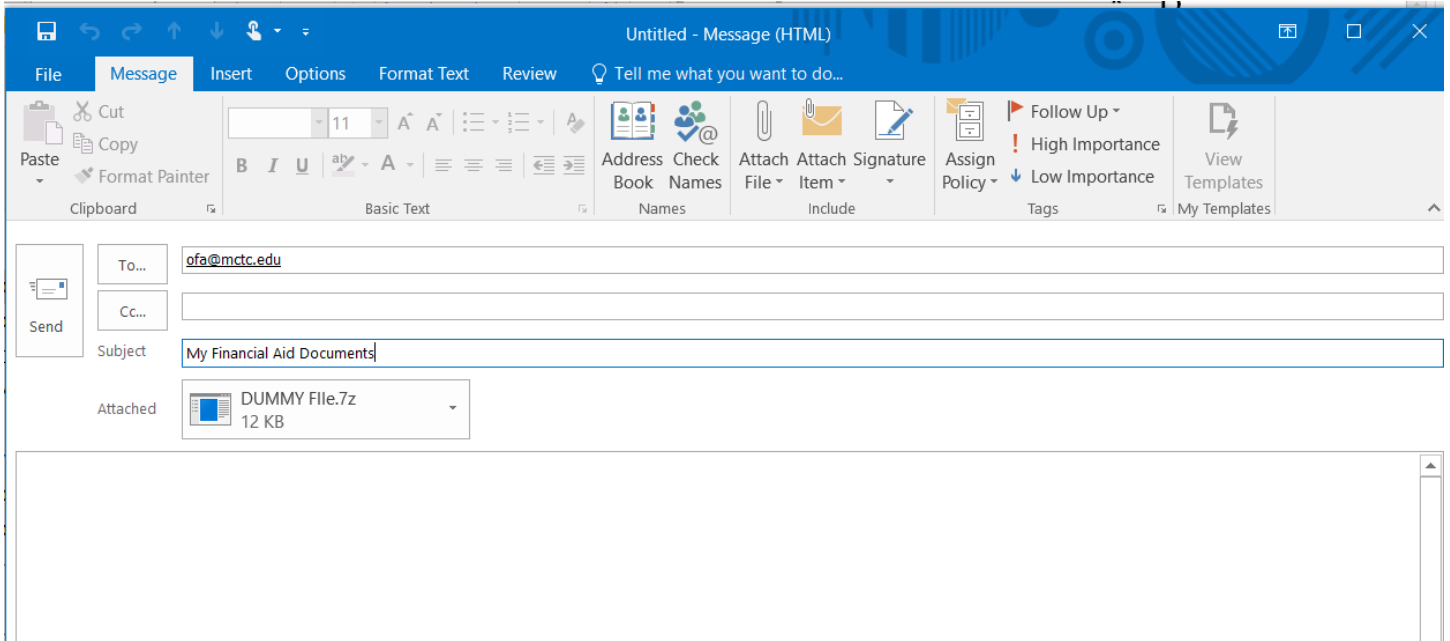 Untitled - Message (HTML)
File Message Insert Options Format Text Review Tell me what you want to do...
Paste
Cut
Copy
Format Painter
Clipboard
11
A A
B I U aby A
Basic Text
Address Book
Check Names
Names
Attach File
Attach Item
Signature
Include
Assign Policy
Follow Up
! High Importance
Low Importance
Tags
View Templates
My Templates
Send
To...
ofa@mctc.edu
Cc...
Subject
My Financial Aid Documents
Attached
DUMMY FIle.7z
12 KB